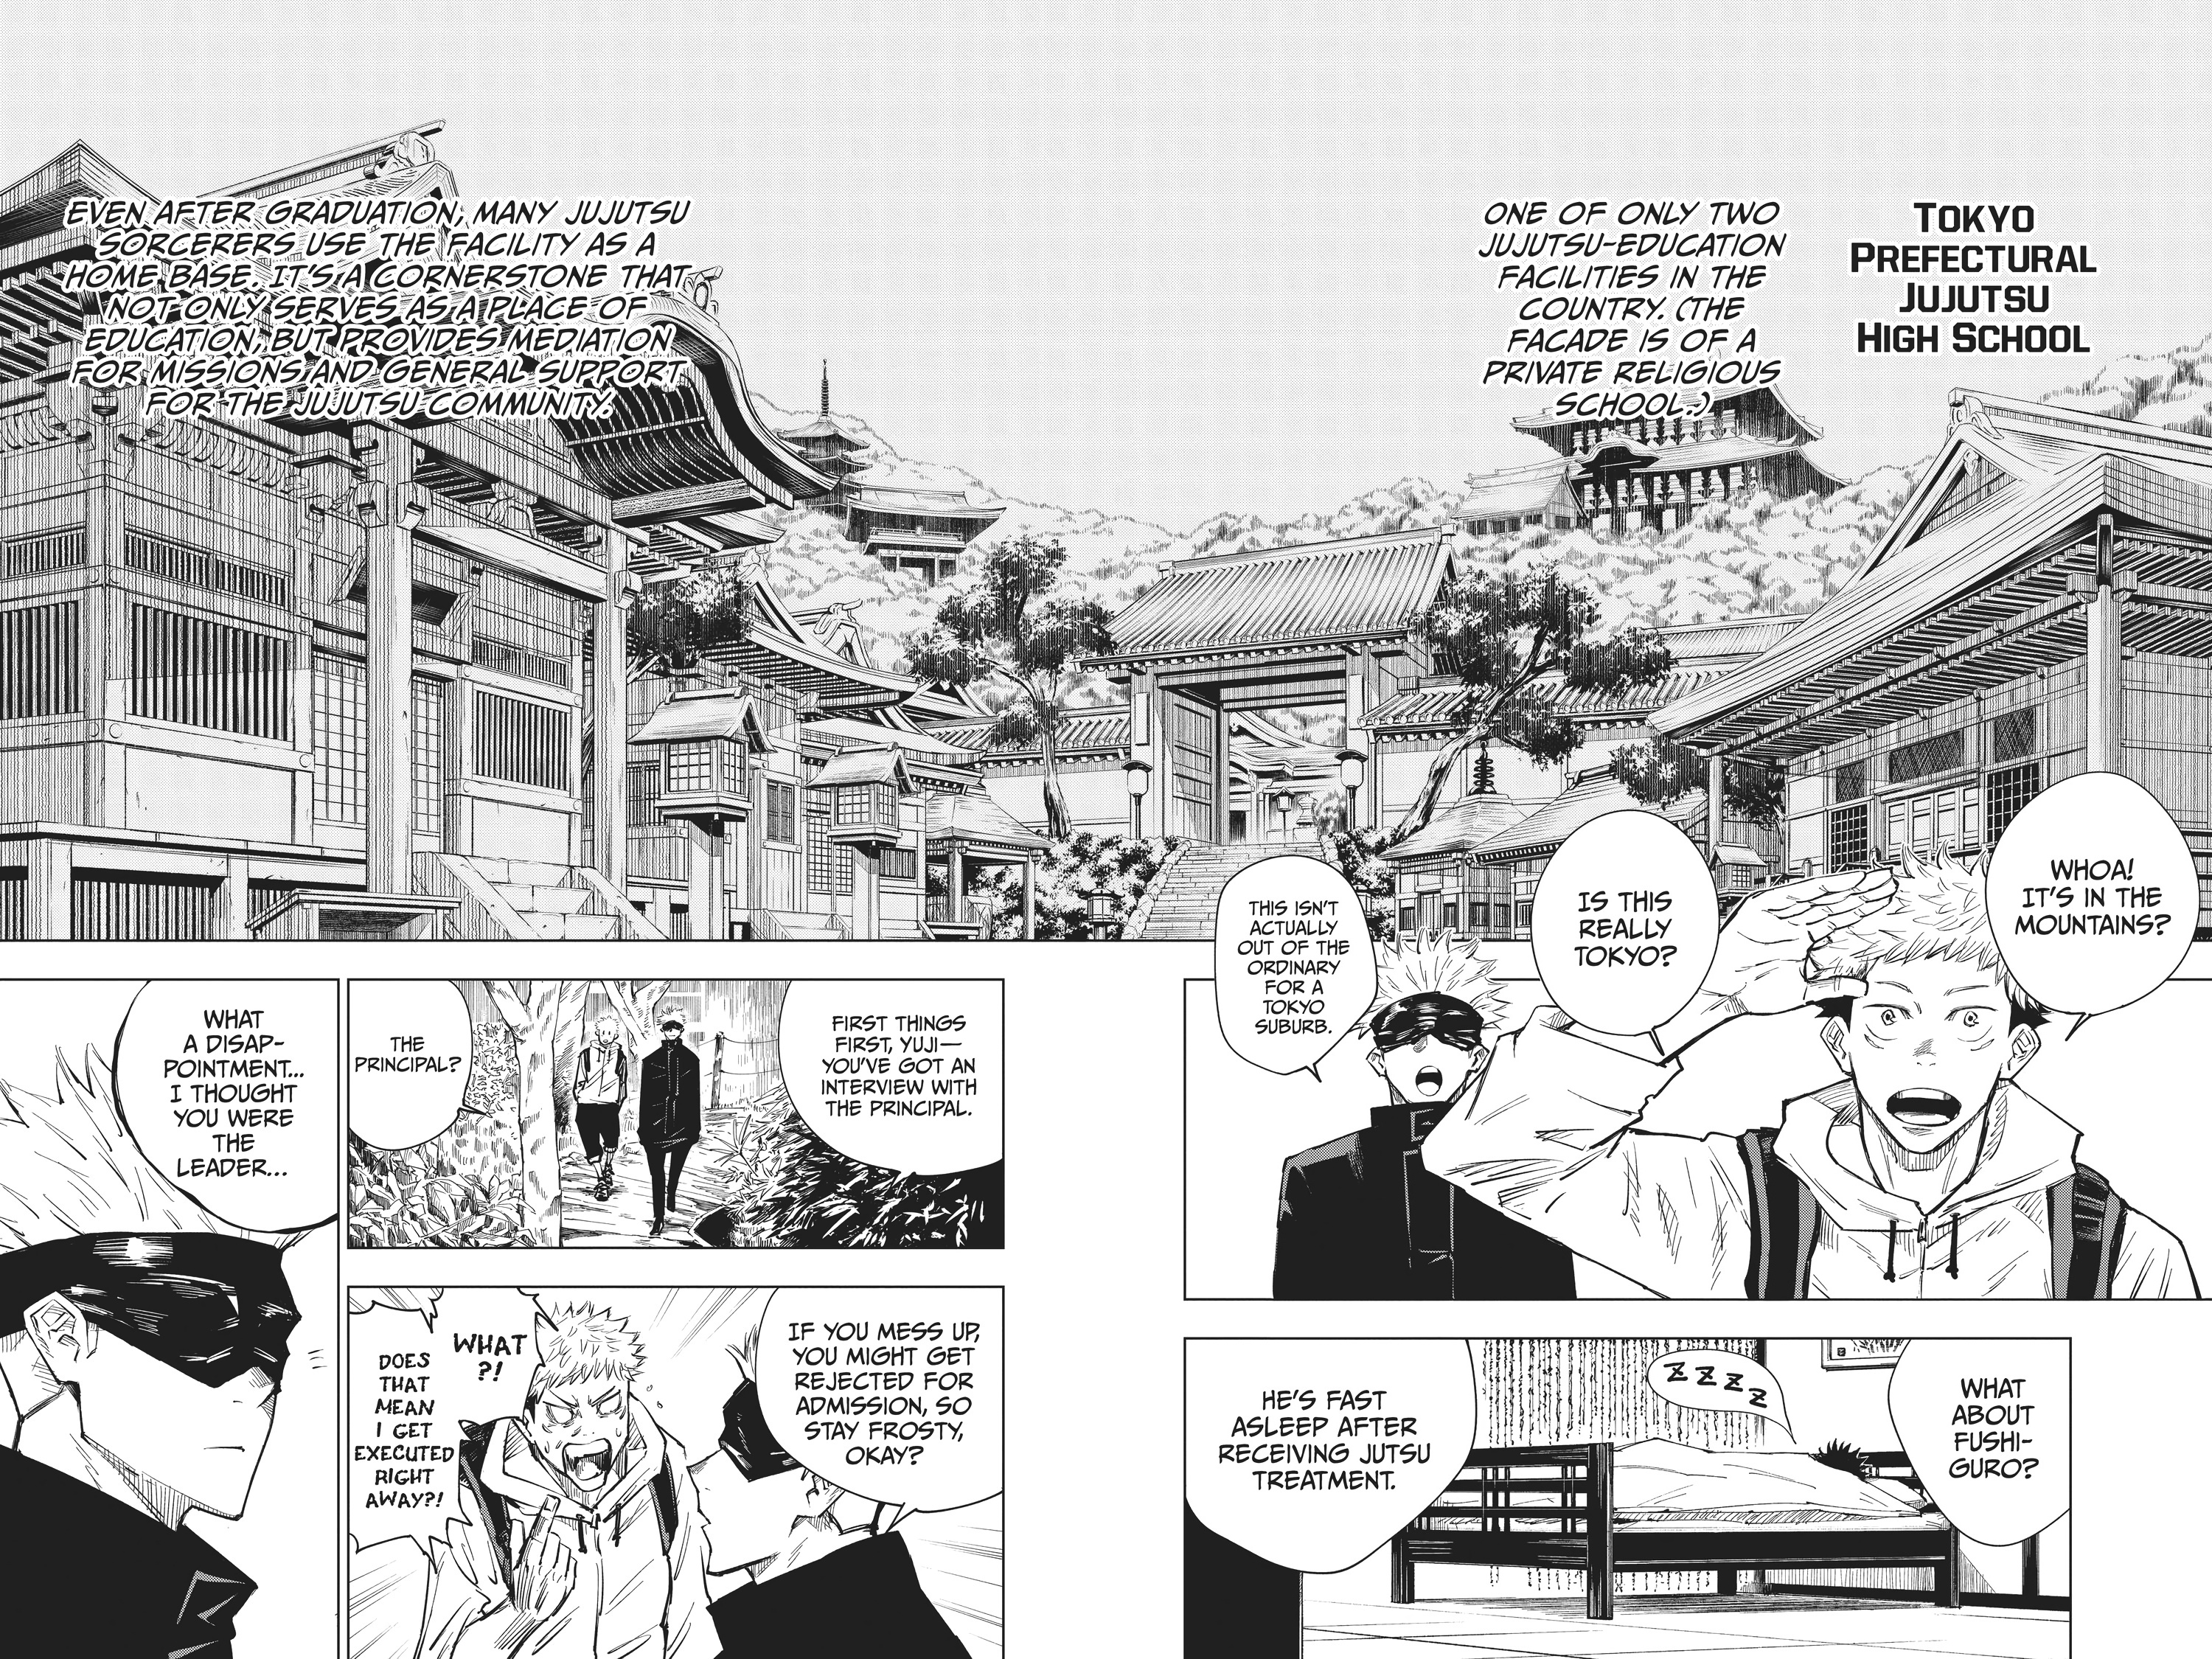 TOKYO
PREFECTURAL
JUJUTSU
HIGH SCHOOL
ONE OF ONLY TWO
JUJUTSU-EDUCATION
FACILITIES IN THE
COUNTRY. (THE
FACADE IS OF A
PRIVATE RELIGIOUS
SCHOOL.)
EVEN AFTER GRADUATION, MANY JUJUTSU
SORCERERS USE THE FACILITY AS A
HOME BASE. IT'S A CORNERSTONE THAT
NOT ONLY SERVES AS A PLACE OF
EDUCATION, BUT PROVIDES MEDIATION
FOR MISSIONS AND GENERAL SUPPORT
FOR THE JUJUTSU COMMUNITY.
WHOA!
IT'S IN THE
MOUNTAINS?
IS THIS
REALLY
TOKYO?
THIS ISN'T
ACTUALLY
OUT OF THE
ORDINARY
FOR A
TOKYO
SUBURB.
WHAT
ABOUT
FUSHI-
GURO?
ZZZZ
HE'S FAST
ASLEEP AFTER
RECEIVING JUTSU
TREATMENT.
FIRST THINGS
FIRST, YUJI—
YOU'VE GOT AN
INTERVIEW WITH
THE PRINCIPAL.
THE
PRINCIPAL?
IF YOU MESS UP,
YOU MIGHT GET
REJECTED FOR
ADMISSION, SO
STAY FROSTY,
OKAY?
WHAT
?!
DOES
THAT
MEAN
I GET
EXECUTED
RIGHT
AWAY?!
WHAT
A DISAP-
POINTMENT...
I THOUGHT
YOU WERE
THE
LEADER...